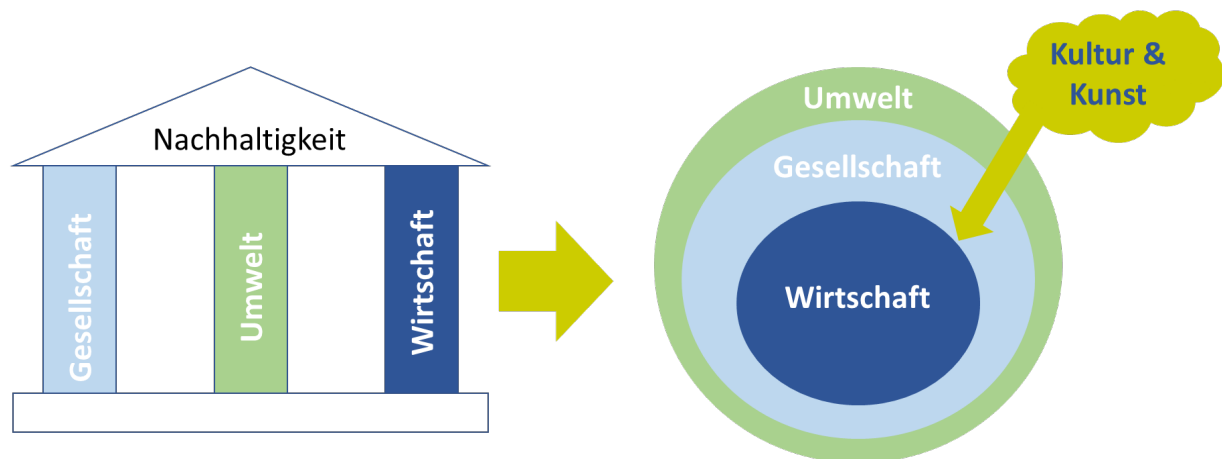 Nachhaltigkeit
Gesellschaft
Umwelt
Wirtschaft
Umwelt
Gesellschaft
Wirtschaft
Kultur &
Kunst